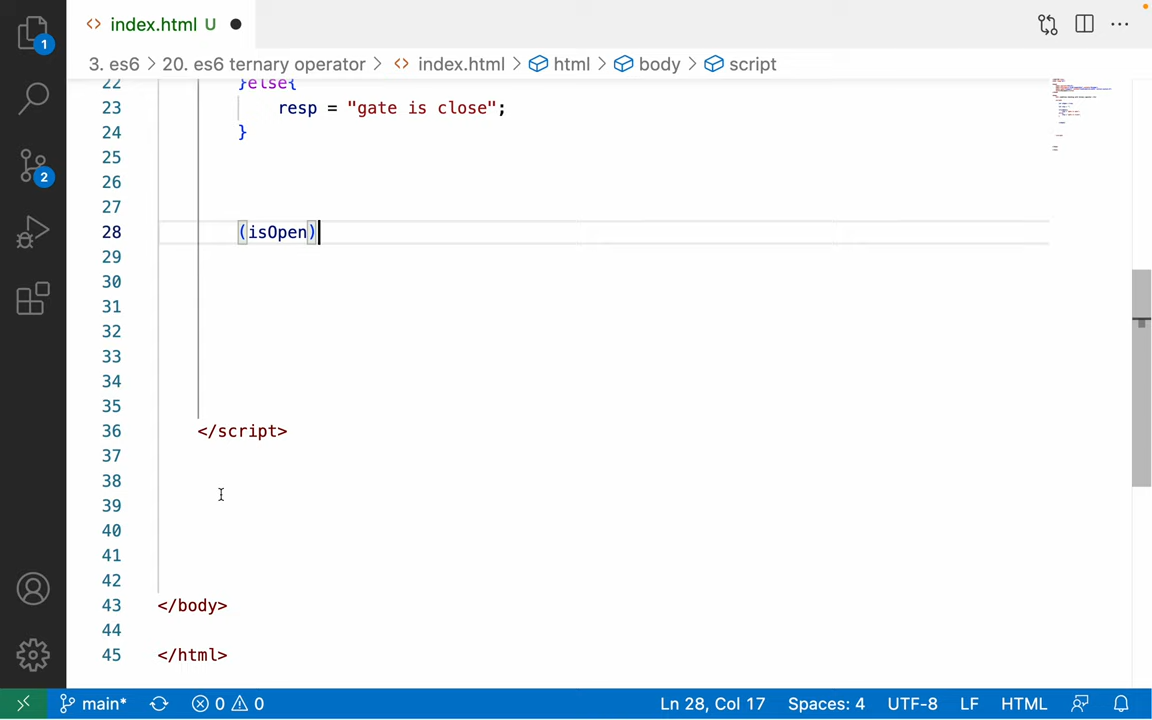 index.html U
3. es6 > 20. es6 ternary operator > index.html > html > body > script
1
2
22 }else{
23 resp = "gate is close";
24 }
25
26
27
28 (isOpen)
29
30
31
32
33
34
35
36 </script>
37
38
39
40
41
42
43 </body>
44
45 </html>
main* 0 0 Ln 28, Col 17 Spaces: 4 UTF-8 LF HTML